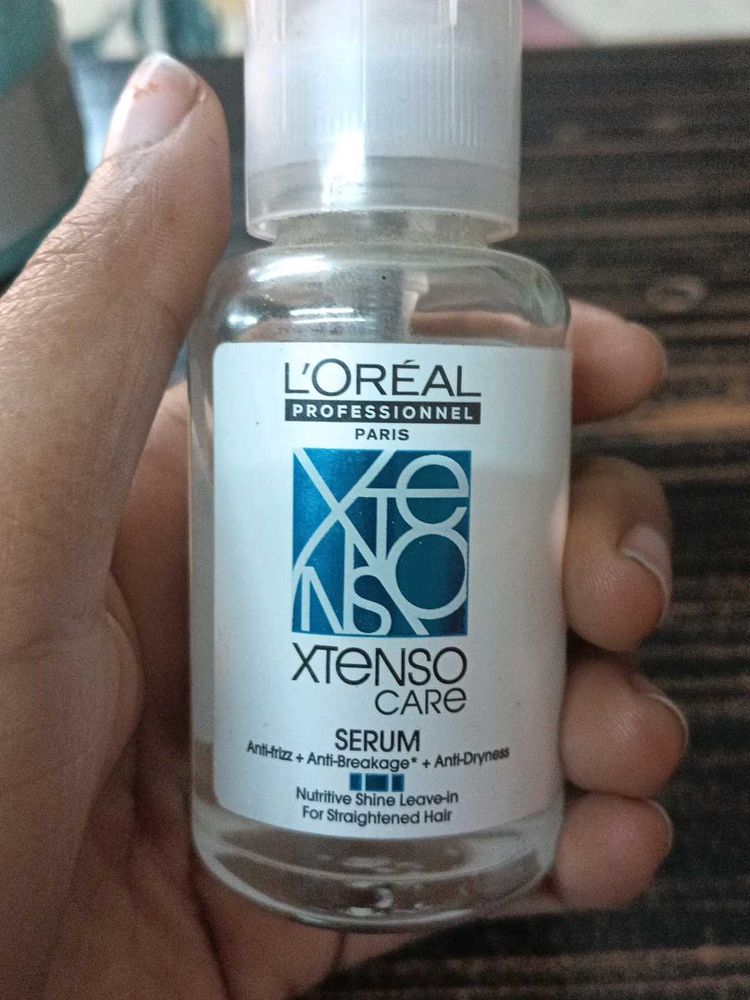 L'ORÉAL
PROFESSIONNEL
PARIS
XTeNSO
XTeNSO
CARe
SERUM
Anti-frizz + Anti-Breakage* + Anti-Dryness
Nutritive Shine Leave-in
For Straightened Hair